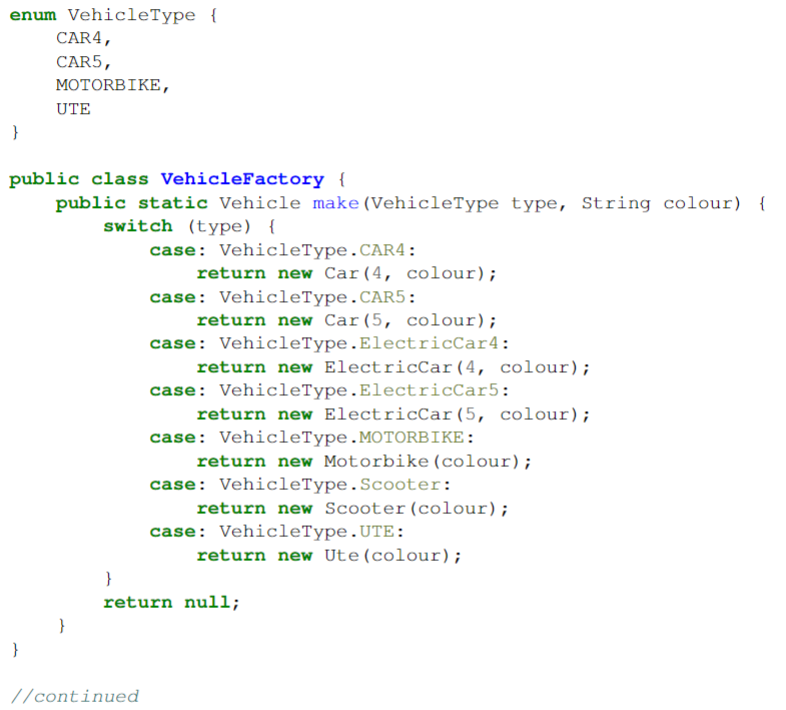 enum VehicleType {
    CAR4,
    CAR5,
    MOTORBIKE,
    UTE
}

public class VehicleFactory {
    public static Vehicle make(VehicleType type, String colour) {
        switch (type) {
            case: VehicleType.CAR4:
                return new Car(4, colour);
            case: VehicleType.CAR5:
                return new Car(5, colour);
            case: VehicleType.ElectricCar4:
                return new ElectricCar(4, colour);
            case: VehicleType.ElectricCar5:
                return new ElectricCar(5, colour);
            case: VehicleType.MOTORBIKE:
                return new Motorbike(colour);
            case: VehicleType.Scooter:
                return new Scooter(colour);
            case: VehicleType.UTE:
                return new Ute(colour);
        }
        return null;
    }
}

//continued